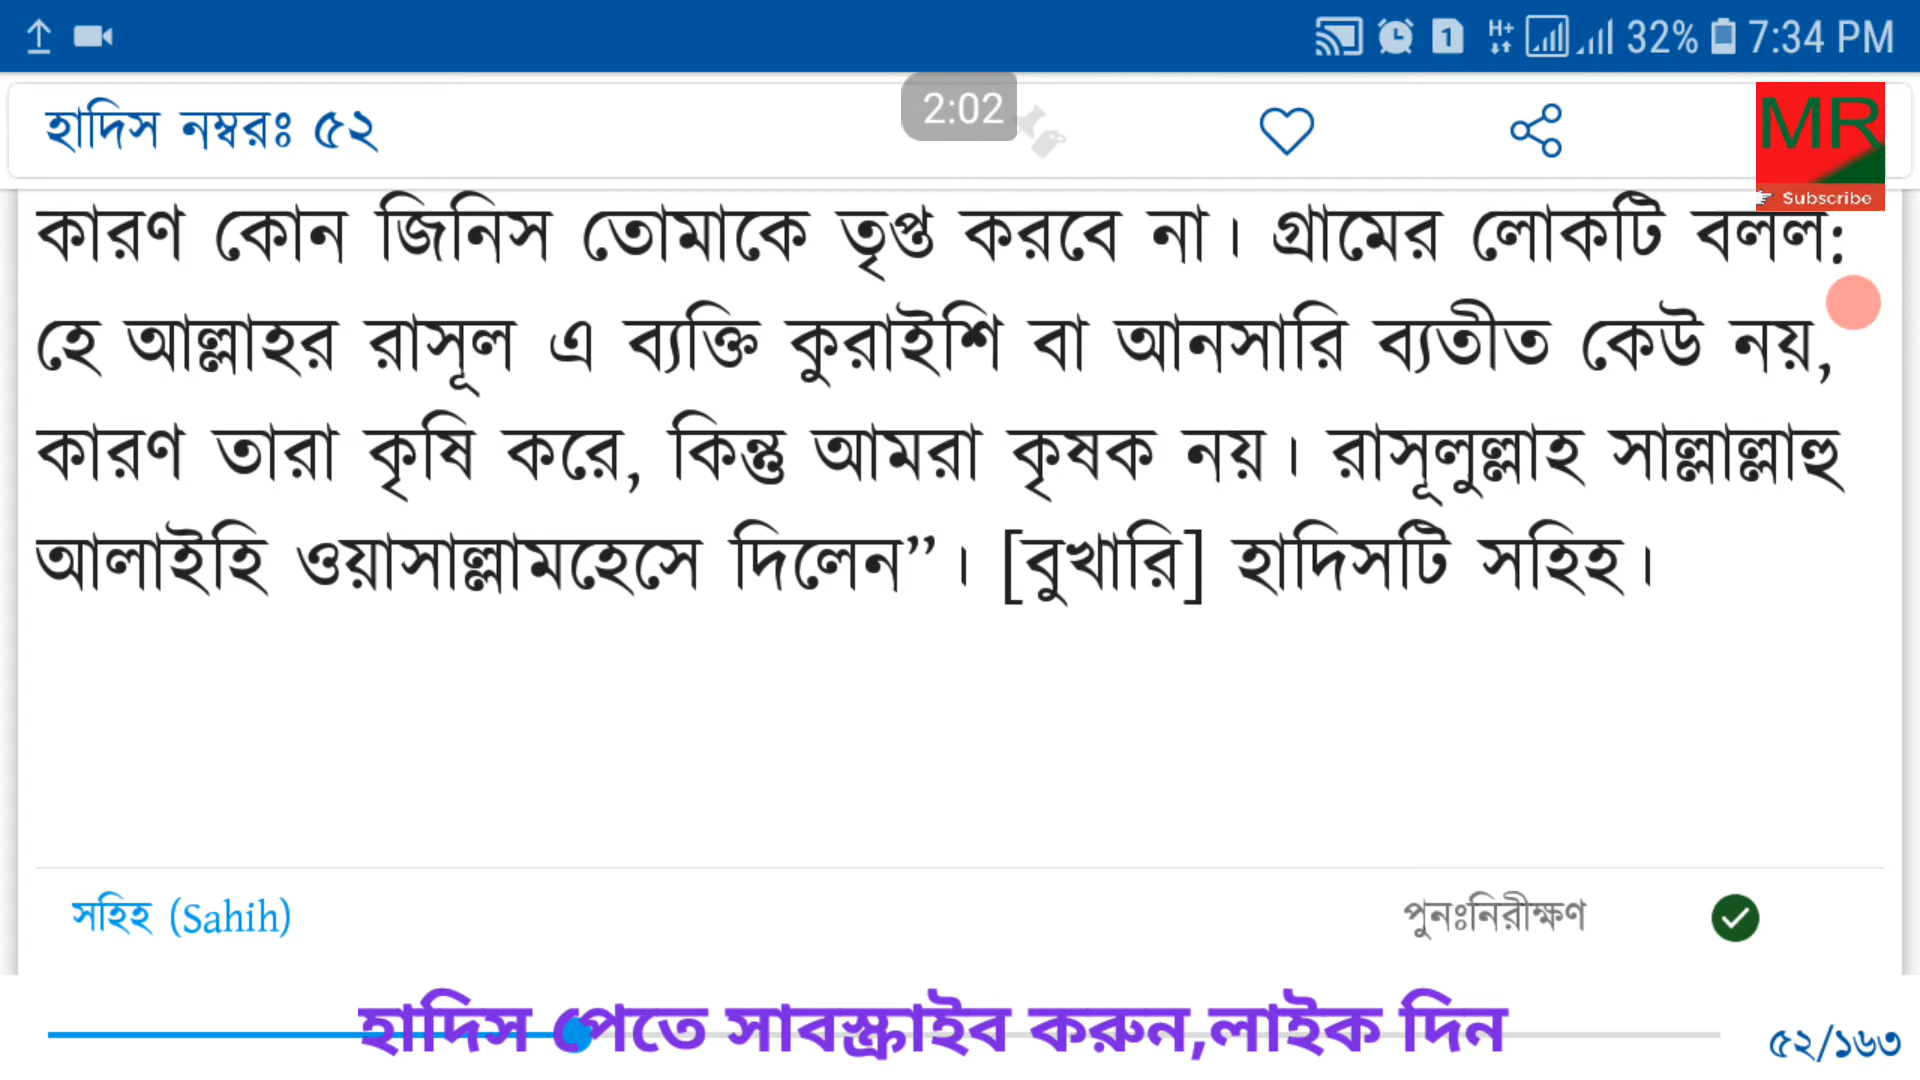 32% 7:34 PM
হাদিস নম্বরঃ ৫২
2:02
MR
Subscribe
কারণ কোন জিনিস তোমাকে তৃপ্ত করবে না। গ্রামের লোকটি বলল:
হে আল্লাহর রাসূল এ ব্যক্তি কুরাইশি বা আনসারি ব্যতীত কেউ নয়,
কারণ তারা কৃষি করে, কিন্তু আমরা কৃষক নয়। রাসূলুল্লাহ সাল্লাল্লাহু
আলাইহি ওয়াসাল্লামহেসে দিলেন”। [বুখারি] হাদিসটি সহিহ।
সহিহ (Sahih)
পুনঃনিরীক্ষণ
হাদিস পেতে সাবস্ক্রাইব করুন,লাইক দিন
৫২/১৬৩